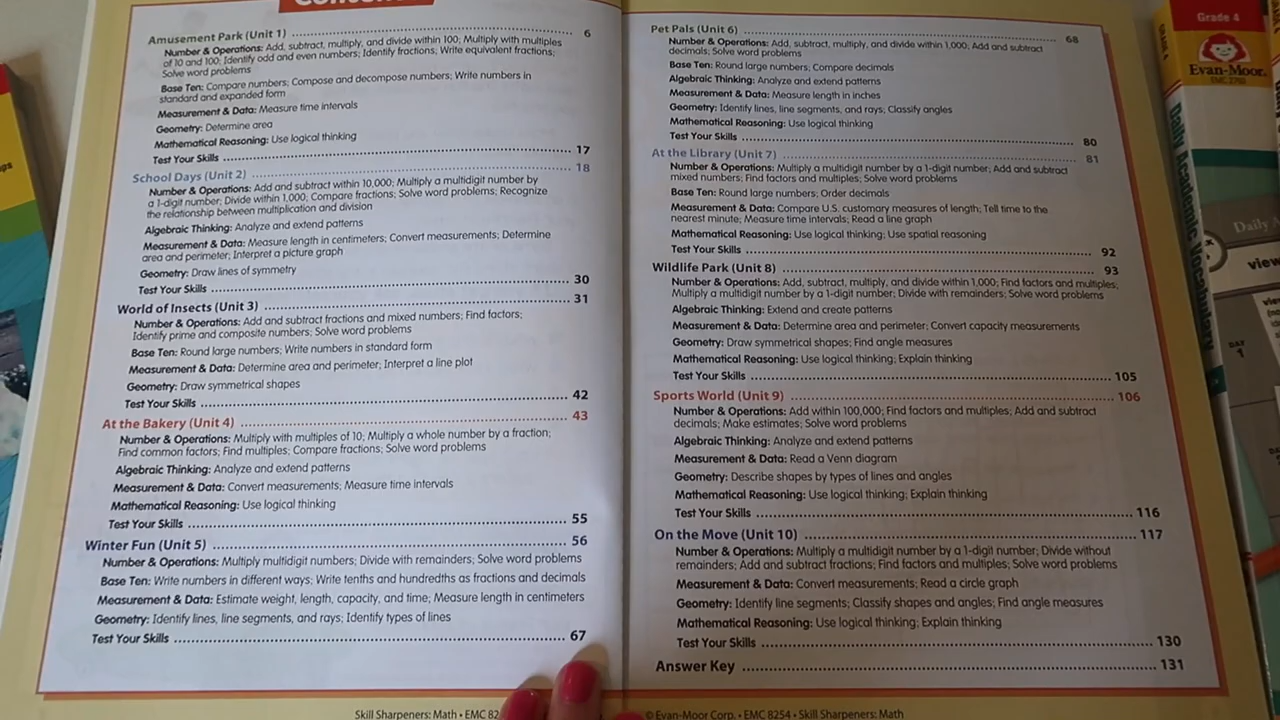 Amusement Park (Unit 1) 6
Number & Operations: Add, subtract, multiply, and divide within 100; Multiply with multiples
of 10 and 100; Identify odd and even numbers; Identify fractions; Write equivalent fractions;
Solve word problems
Base Ten: Compare numbers; Compose and decompose numbers; Write numbers in
standard and expanded form
Measurement & Data: Measure time intervals
Geometry: Determine area
Mathematical Reasoning: Use logical thinking
Test Your Skills 17
School Days (Unit 2) 18
Number & Operations: Add and subtract within 10,000; Multiply a multidigit number by
a 1-digit number; Divide within 1,000; Compare fractions; Solve word problems; Recognize
the relationship between multiplication and division
Algebraic Thinking: Analyze and extend patterns
Measurement & Data: Measure length in centimeters; Convert measurements; Determine
area and perimeter; Interpret a picture graph
Geometry: Draw lines of symmetry
Test Your Skills 30
World of Insects (Unit 3) 31
Number & Operations: Add and subtract fractions and mixed numbers; Find factors;
Identify prime and composite numbers; Solve word problems
Base Ten: Round large numbers; Write numbers in standard form
Measurement & Data: Determine area and perimeter; Interpret a line plot
Geometry: Draw symmetrical shapes
Test Your Skills 42
At the Bakery (Unit 4) 43
Number & Operations: Multiply with multiples of 10; Multiply a whole number by a fraction;
Find common factors; Find multiples; Compare fractions; Solve word problems
Algebraic Thinking: Analyze and extend patterns
Measurement & Data: Convert measurements; Measure time intervals
Mathematical Reasoning: Use logical thinking
Test Your Skills 55
Winter Fun (Unit 5) 56
Number & Operations: Multiply multidigit numbers; Divide with remainders; Solve word problems
Base Ten: Write numbers in different ways; Write tenths and hundredths as fractions and decimals
Measurement & Data: Estimate weight, length, capacity, and time; Measure length in centimeters
Geometry: Identify lines, line segments, and rays; Identify types of lines
Test Your Skills 67
Skill Sharpeners: Math • EMC 82
Pet Pals (Unit 6) 68
Number & Operations: Add, subtract, multiply, and divide within 1,000; Add and subtract
decimals; Solve word problems
Base Ten: Round large numbers; Compare decimals
Algebraic Thinking: Analyze and extend patterns
Measurement & Data: Measure length in inches
Geometry: Identify lines, line segments, and rays; Classify angles
Mathematical Reasoning: Use logical thinking
Test Your Skills 80
At the Library (Unit 7) 81
Number & Operations: Multiply a multidigit number by a 1-digit number; Add and subtract
mixed numbers; Find factors and multiples; Solve word problems
Base Ten: Round large numbers; Order decimals
Measurement & Data: Compare U.S. customary measures of length; Tell time to the
nearest minute; Measure time intervals; Read a line graph
Mathematical Reasoning: Use logical thinking; Use spatial reasoning
Test Your Skills 92
Wildlife Park (Unit 8) 93
Number & Operations: Add, subtract, multiply, and divide within 1,000; Find factors and multiples;
Multiply a multidigit number by a 1-digit number; Divide with remainders; Solve word problems
Algebraic Thinking: Extend and create patterns
Measurement & Data: Determine area and perimeter; Convert capacity measurements
Geometry: Draw symmetrical shapes; Find angle measures
Mathematical Reasoning: Use logical thinking; Explain thinking
Test Your Skills 105
Sports World (Unit 9) 106
Number & Operations: Add within 100,000; Find factors and multiples; Add and subtract
decimals; Make estimates; Solve word problems
Algebraic Thinking: Analyze and extend patterns
Measurement & Data: Read a Venn diagram
Geometry: Describe shapes by types of lines and angles
Mathematical Reasoning: Use logical thinking; Explain thinking
Test Your Skills 116
On the Move (Unit 10) 117
Number & Operations: Multiply a multidigit number by a 1-digit number; Divide without
remainders; Add and subtract fractions; Find factors and multiples; Solve word problems
Measurement & Data: Convert measurements; Read a circle graph
Geometry: Identify line segments; Classify shapes and angles; Find angle measures
Mathematical Reasoning: Use logical thinking; Explain thinking
Test Your Skills 130
Answer Key 131
© Evan-Moor Corp. • EMC 8254 • Skill Sharpeners: Math
Grade 4
Evan-Moor
Daily Academic Vocabulary
Daily
view
DAY
1